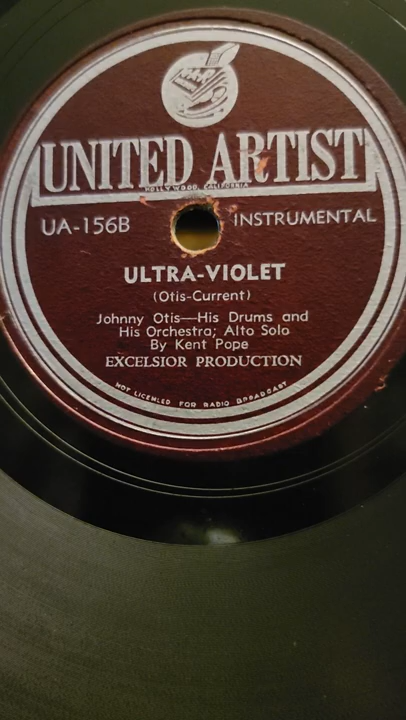 UNITED ARTIST
HOLLYWOOD, CALIFORNIA
UA-156B
INSTRUMENTAL
ULTRA-VIOLET
(Otis-Current)
Johnny Otis—His Drums and
His Orchestra; Alto Solo
By Kent Pope
EXCELSIOR PRODUCTION
NOT LICENSED FOR RADIO BROADCAST